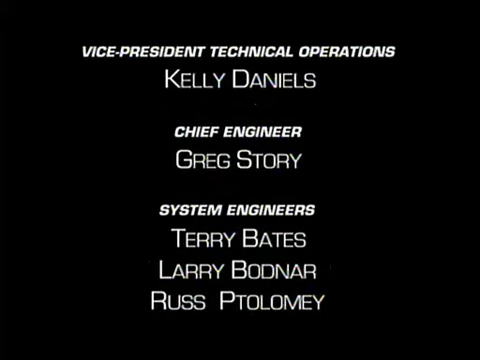 VICE-PRESIDENT TECHNICAL OPERATIONS
KELLY DANIELS
CHIEF ENGINEER
GREG STORY
SYSTEM ENGINEERS
TERRY BATES
LARRY BODNAR
RUSS PTOLOMEY